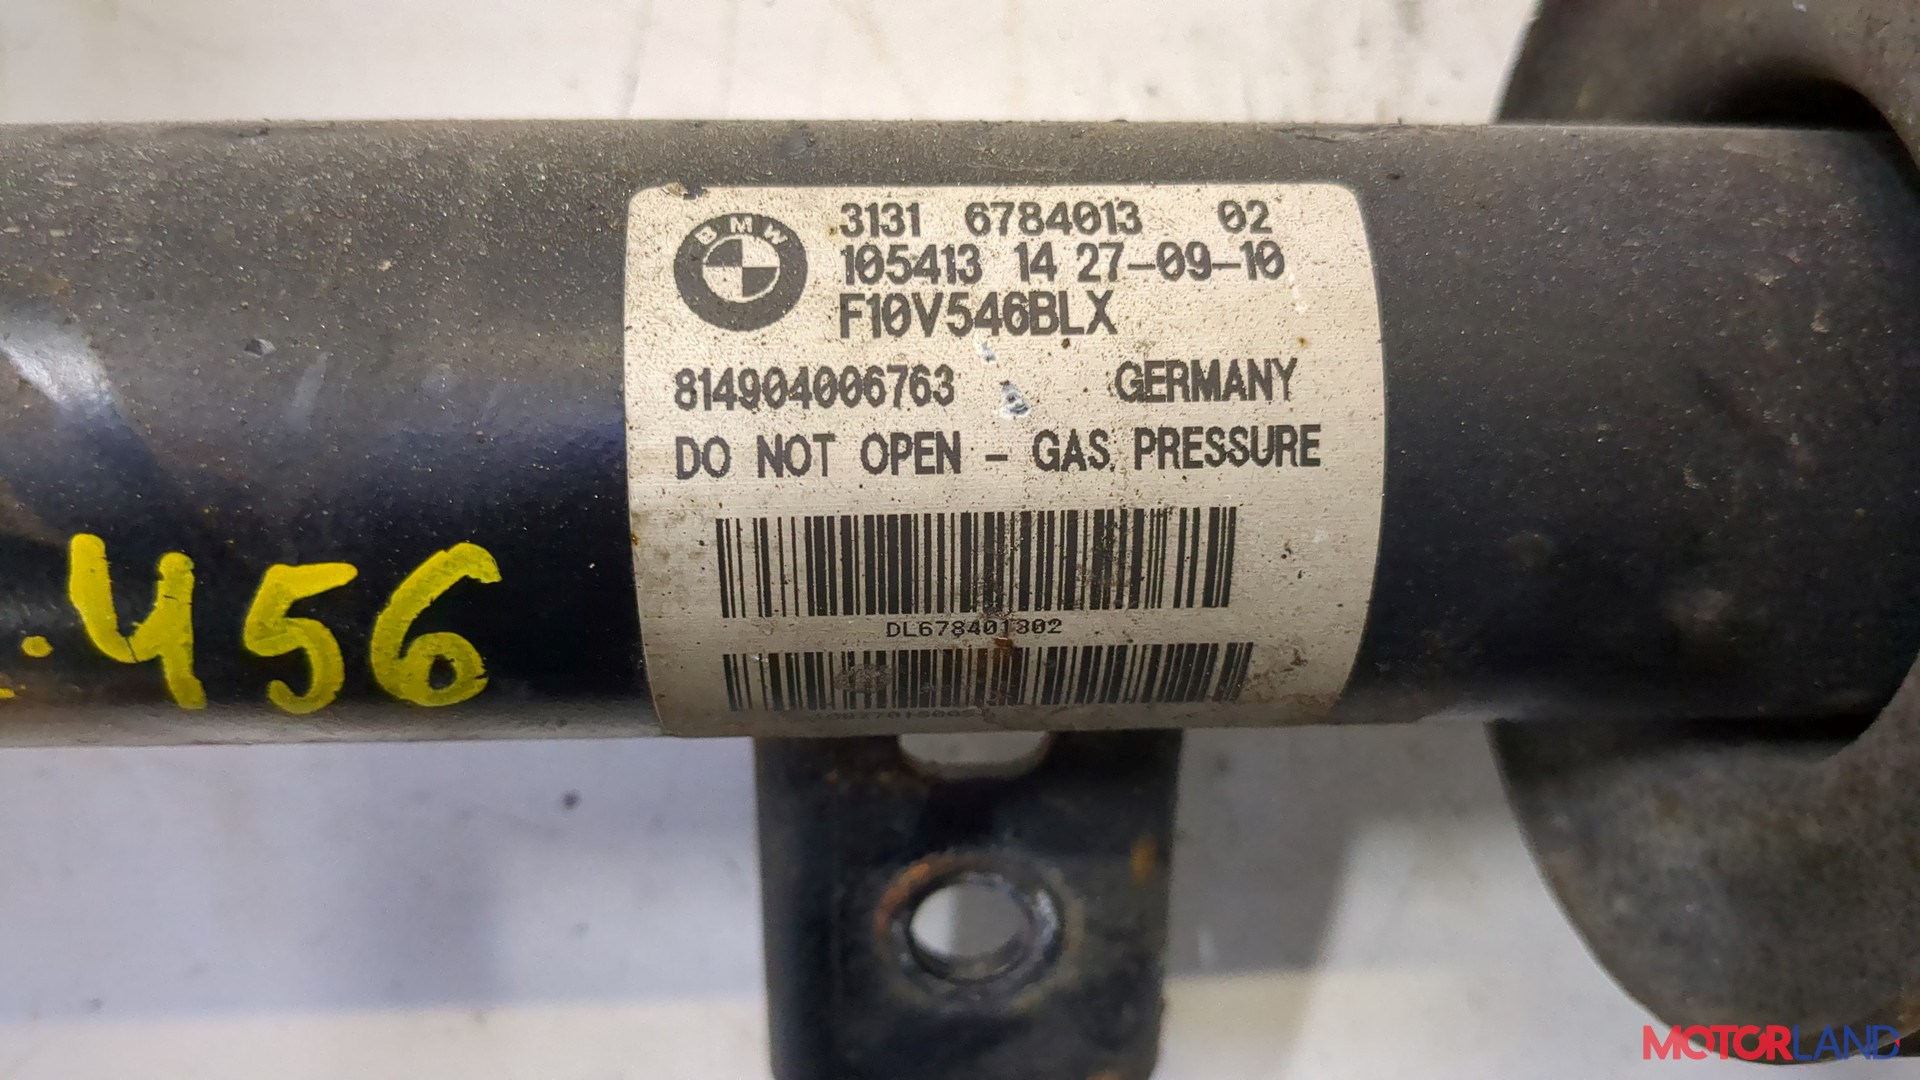 BMW
3131 6784013 02
105413 14 27-09-10
F10V546BLX
814904006763 GERMANY
DO NOT OPEN - GAS. PRESSURE
DL678401302
456
MOTORLAND